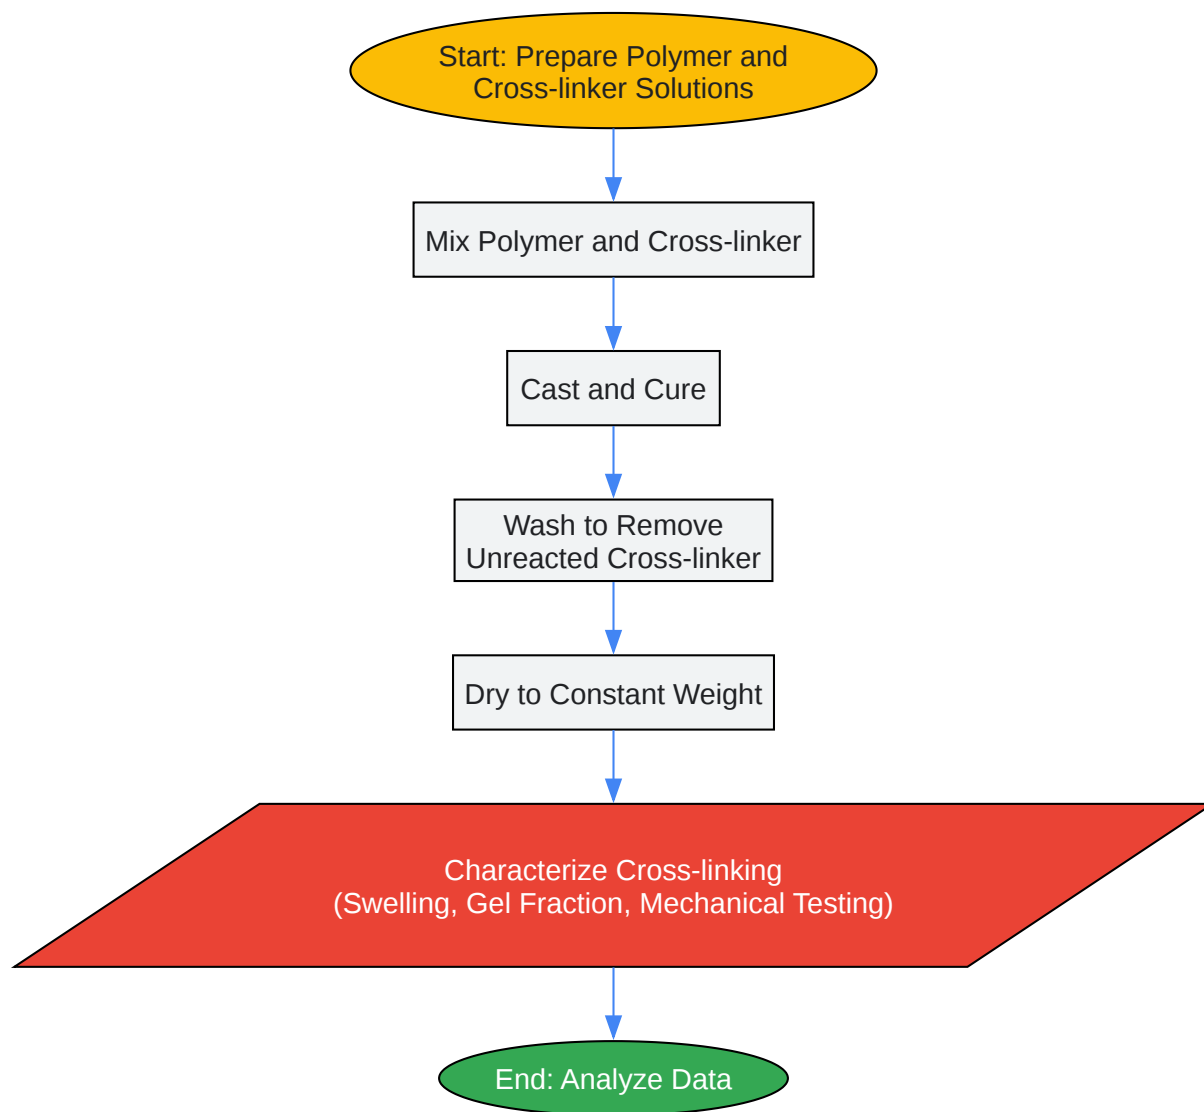 Start: Prepare Polymer and
Cross-linker Solutions
Mix Polymer and Cross-linker
Cast and Cure
Wash to Remove
Unreacted Cross-linker
Dry to Constant Weight
Characterize Cross-linking
(Swelling, Gel Fraction, Mechanical Testing)
End: Analyze Data